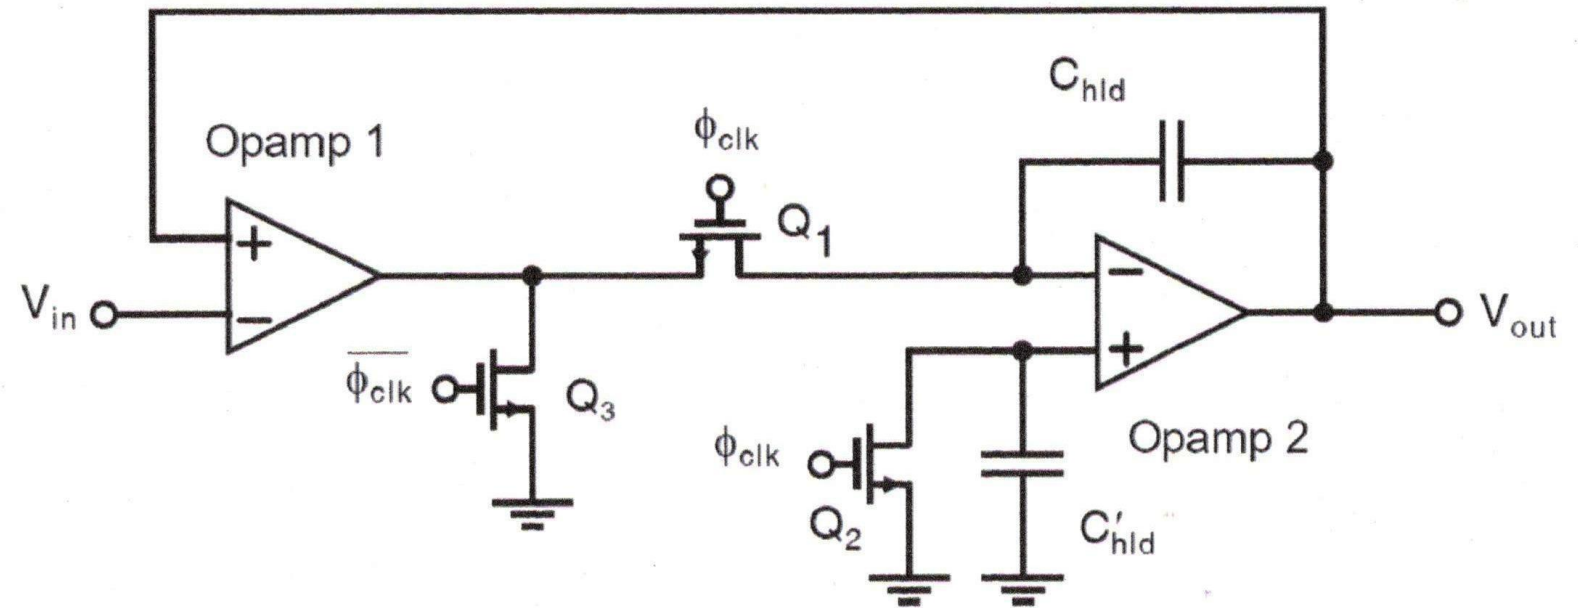 C_hld
Opamp 1
ϕ_clk
Q_1
+
−
V_in
−
+
V_out
ϕ̅_clk̅
Q_3
ϕ_clk
Q_2
Opamp 2
C′_hld